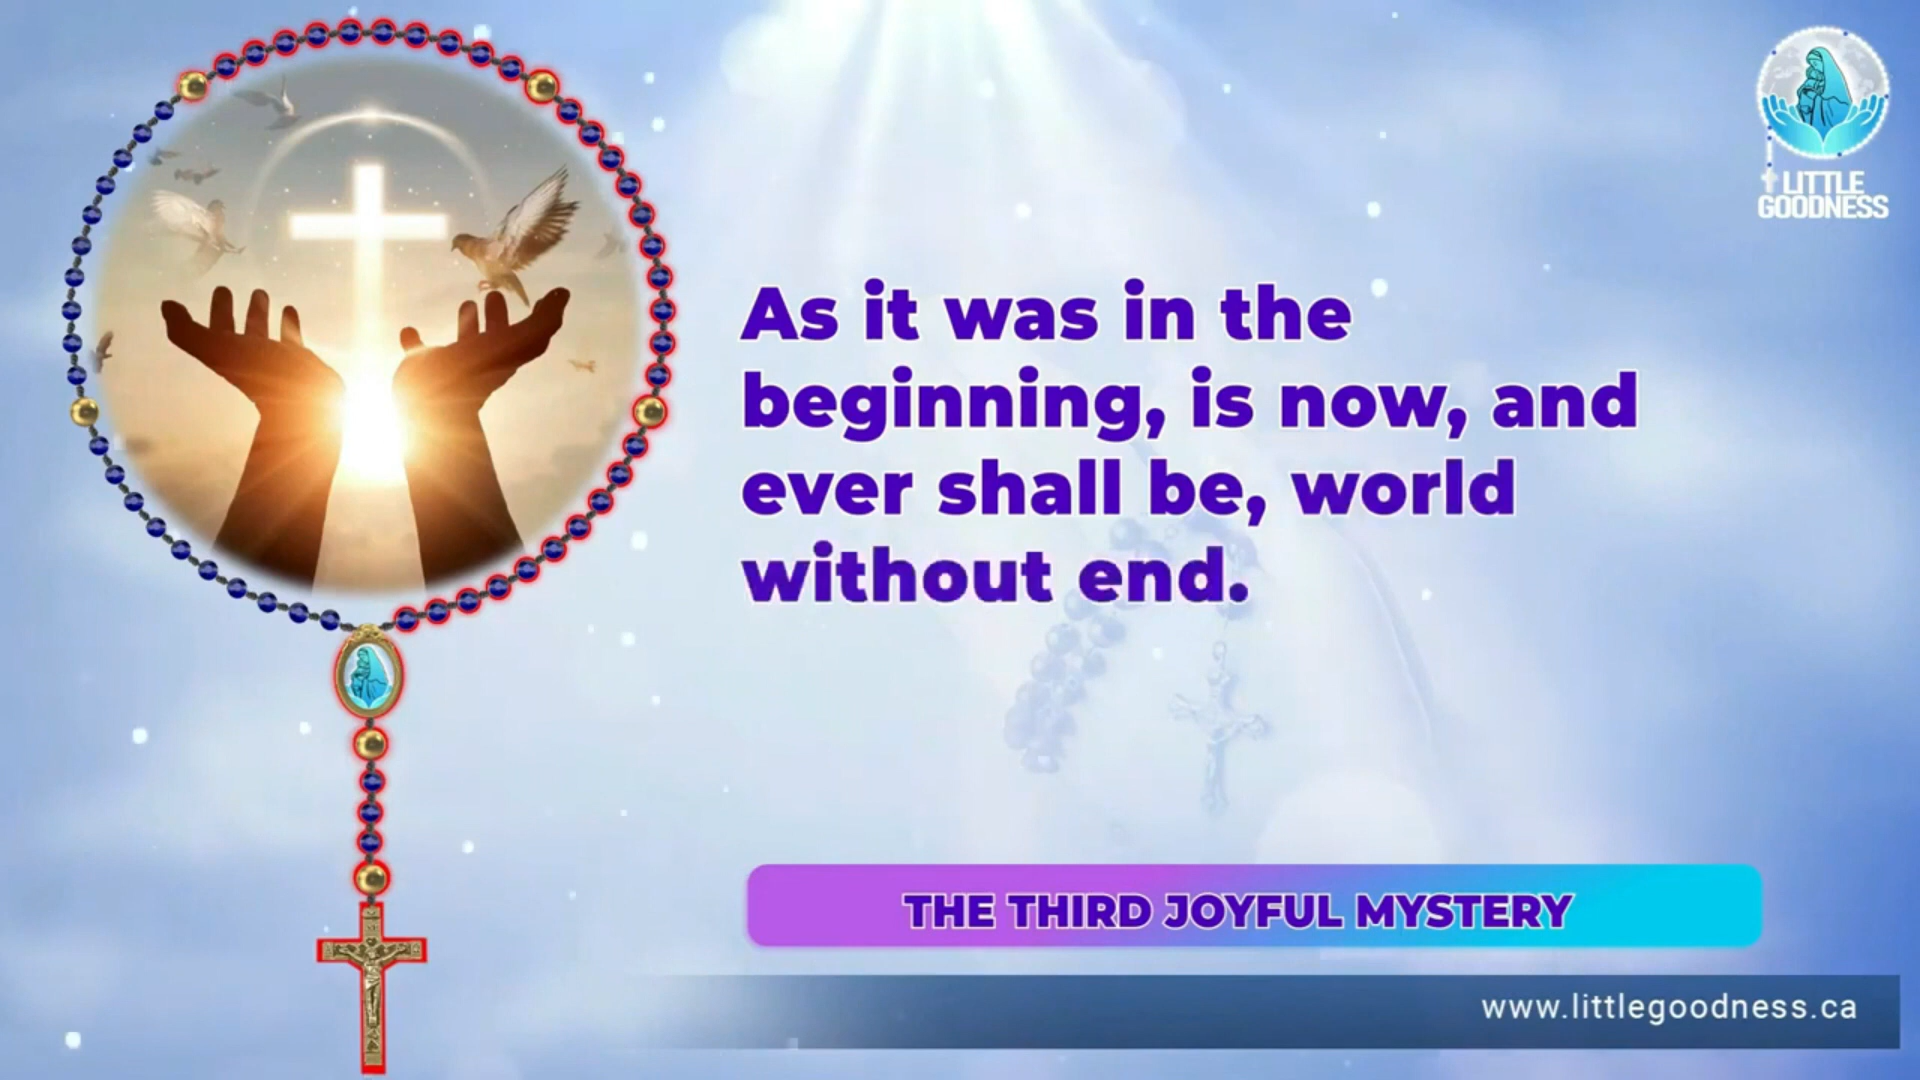 LITTLE
GOODNESS
As it was in the
beginning, is now, and
ever shall be, world
without end.
THE THIRD JOYFUL MYSTERY
www.littlegoodness.ca